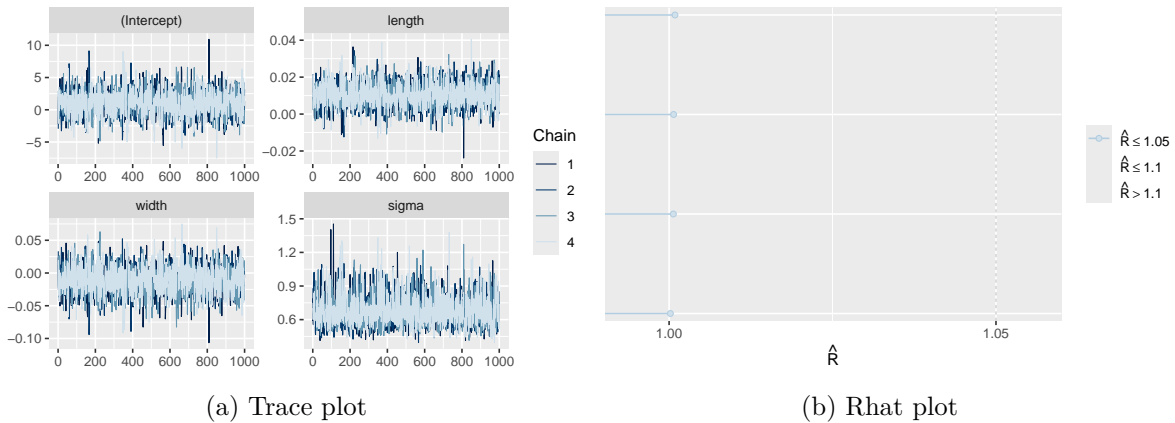 (Intercept)
10
5
0
−5
0 200 400 600 800 1000
length
0.04
0.02
0.00
−0.02
0 200 400 600 800 1000
width
0.05
0.00
−0.05
−0.10
0 200 400 600 800 1000
sigma
1.5
1.2
0.9
0.6
0 200 400 600 800 1000
Chain
1
2
3
4
(a) Trace plot
1.00 1.05
R̂
R̂ ≤ 1.05
R̂ ≤ 1.1
R̂ > 1.1
(b) Rhat plot